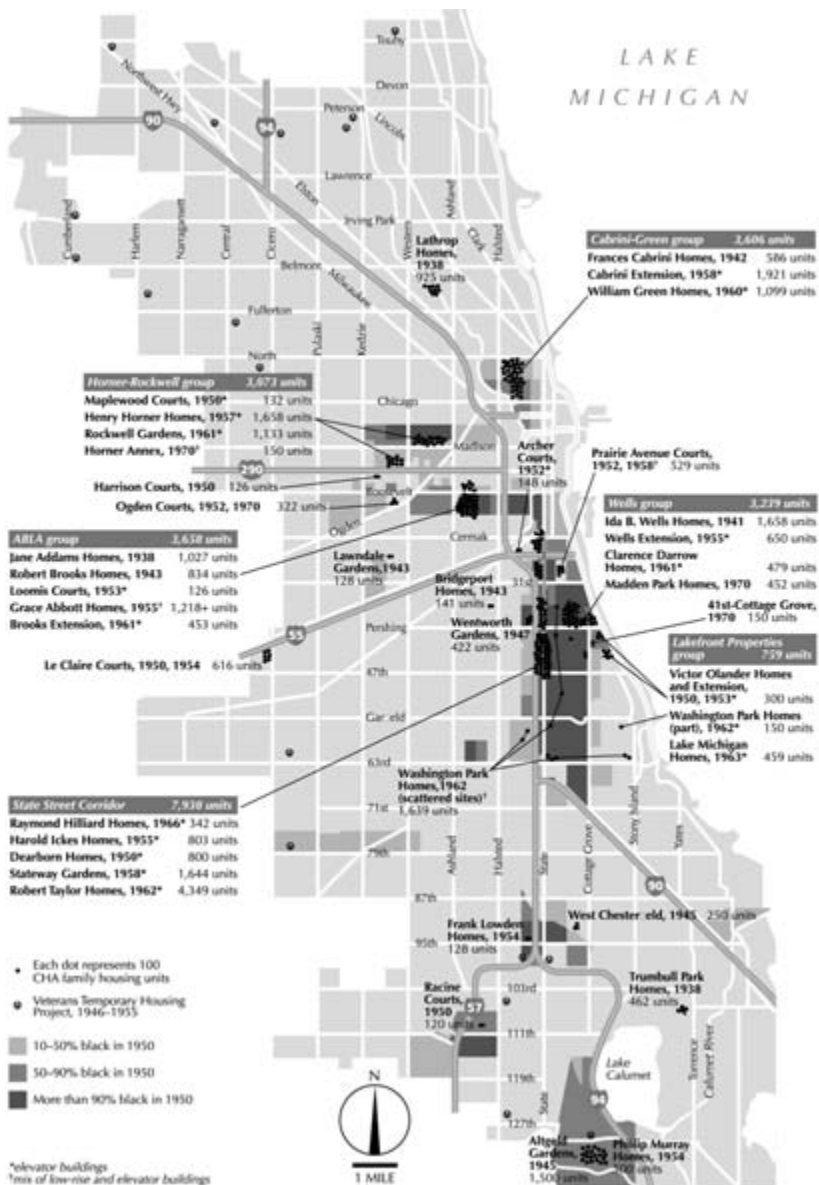 LAKE
MICHIGAN
Touhy
Devon
Northwest Hwy
Peterson
Lincoln
90
94
Lawrence
Elston
Ashland
Cumberland
Harlem
Narragansett
Central
Cicero
Irving Park
Western
Clark
Halsted
Belmont
Milwaukee
Lathrop
Homes,
1938
925 units
Cabrini-Green group 3,606 units
Frances Cabrini Homes, 1942 586 units
Cabrini Extension, 1958* 1,921 units
William Green Homes, 1960* 1,099 units
Fullerton
Pulaski
Kedzie
North
Horner-Rockwell group 3,073 units
Maplewood Courts, 1950* 132 units
Henry Horner Homes, 1957* 1,658 units
Rockwell Gardens, 1961* 1,133 units
Horner Annex, 1970† 150 units
Chicago
Madison
Archer
Courts,
1952*
148 units
Prairie Avenue Courts,
1952, 1958† 529 units
290
Harrison Courts, 1950 126 units
Roosevelt
Ogden Courts, 1952, 1970 322 units
Ogden
Wells group 3,239 units
Ida B. Wells Homes, 1941 1,658 units
Wells Extension, 1955* 650 units
Clarence Darrow
Homes, 1961* 479 units
Madden Park Homes, 1970 452 units
ABLA group 3,658 units
Jane Addams Homes, 1938 1,027 units
Robert Brooks Homes, 1943 834 units
Loomis Courts, 1953* 126 units
Grace Abbott Homes, 1955† 1,218+ units
Brooks Extension, 1961* 453 units
Cermak
Lawndale
Gardens,1943
128 units
Bridgeport
Homes, 1943
141 units
31st
41st-Cottage Grove,
1970 150 units
Wentworth
Gardens, 1947
422 units
Pershing
55
Le Claire Courts, 1950, 1954 616 units
47th
Lakefront Properties
group 759 units
Victor Olander Homes
and Extension,
1950, 1953* 300 units
Washington Park Homes
(part), 1962* 150 units
Lake Michigan
Homes, 1963* 459 units
Gar eld
63rd
Washington Park
Homes,1962
(scattered sites)†
1,639 units
State Street Corridor 7,930 units
Raymond Hilliard Homes, 1966* 342 units
Harold Ickes Homes, 1955* 803 units
Dearborn Homes, 1950* 800 units
Stateway Gardens, 1958* 1,644 units
Robert Taylor Homes, 1962* 4,349 units
71st
79th
Ashland
Halsted
State
Cottage Grove
Stony Island
Yates
90
87th
West Chester eld, 1945 250 units
Frank Lowden
Homes, 1954
128 units
95th
Each dot represents 100
CHA family housing units
Veterans Temporary Housing
Project, 1946–1955
10–50% black in 1950
50–90% black in 1950
More than 90% black in 1950
Racine
Courts,
1950
120 units
57
103rd
Trumbull Park
Homes, 1938
462 units
111th
Lake
Calumet
Torrence
Calumet River
119th
State
94
127th
N
1 MILE
Altgeld
Gardens,
1945
1,500 units
Phillip Murray
Homes, 1954
*elevator buildings
†mix of low-rise and elevator buildings